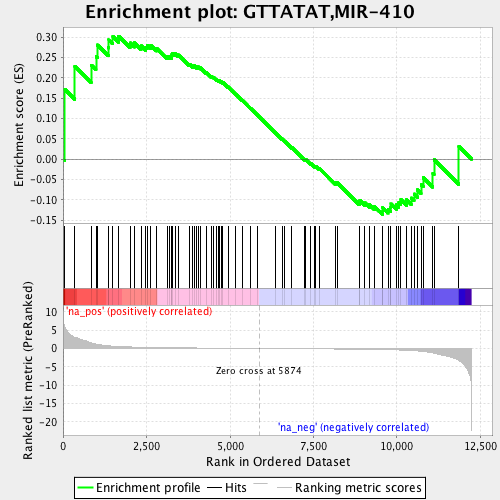 Enrichment plot: GTTATAT,MIR-410
Enrichment score (ES)
0.30
0.25
0.20
0.15
0.10
0.05
0.00
-0.05
-0.10
-0.15
'na_pos' (positively correlated)
Ranked list metric (PreRanked)
10
5
0
-5
-10
-15
-20
Zero cross at 5874
'na_neg' (negatively correlated)
0
2,500
5,000
7,500
10,000
12,500
Rank in Ordered Dataset
Enrichment profile
Hits
Ranking metric scores